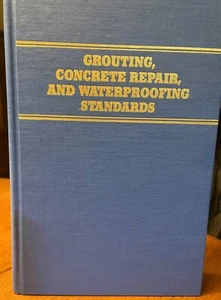 GROUTING,
CONCRETE REPAIR,
AND WATERPROOFING
STANDARDS